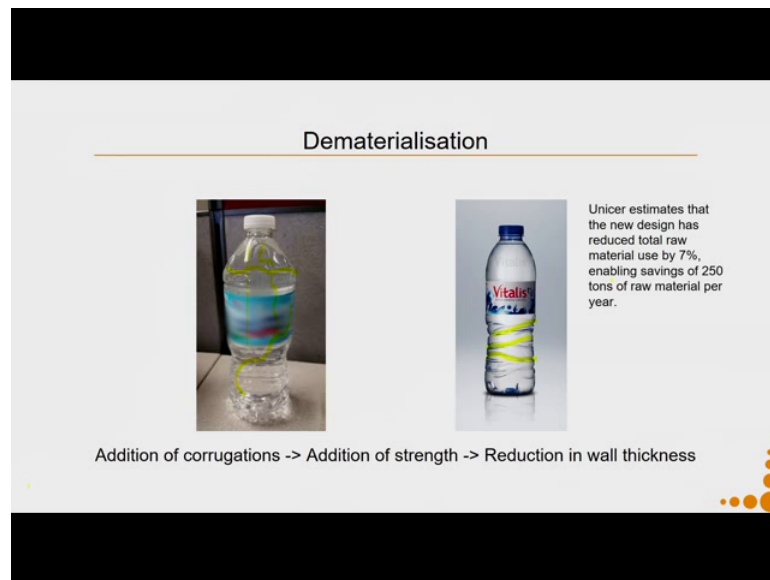 Dematerialisation
Unicer estimates that
the new design has
reduced total raw
material use by 7%,
enabling savings of 250
tons of raw material per
year.
Vitalis
Addition of corrugations -> Addition of strength -> Reduction in wall thickness